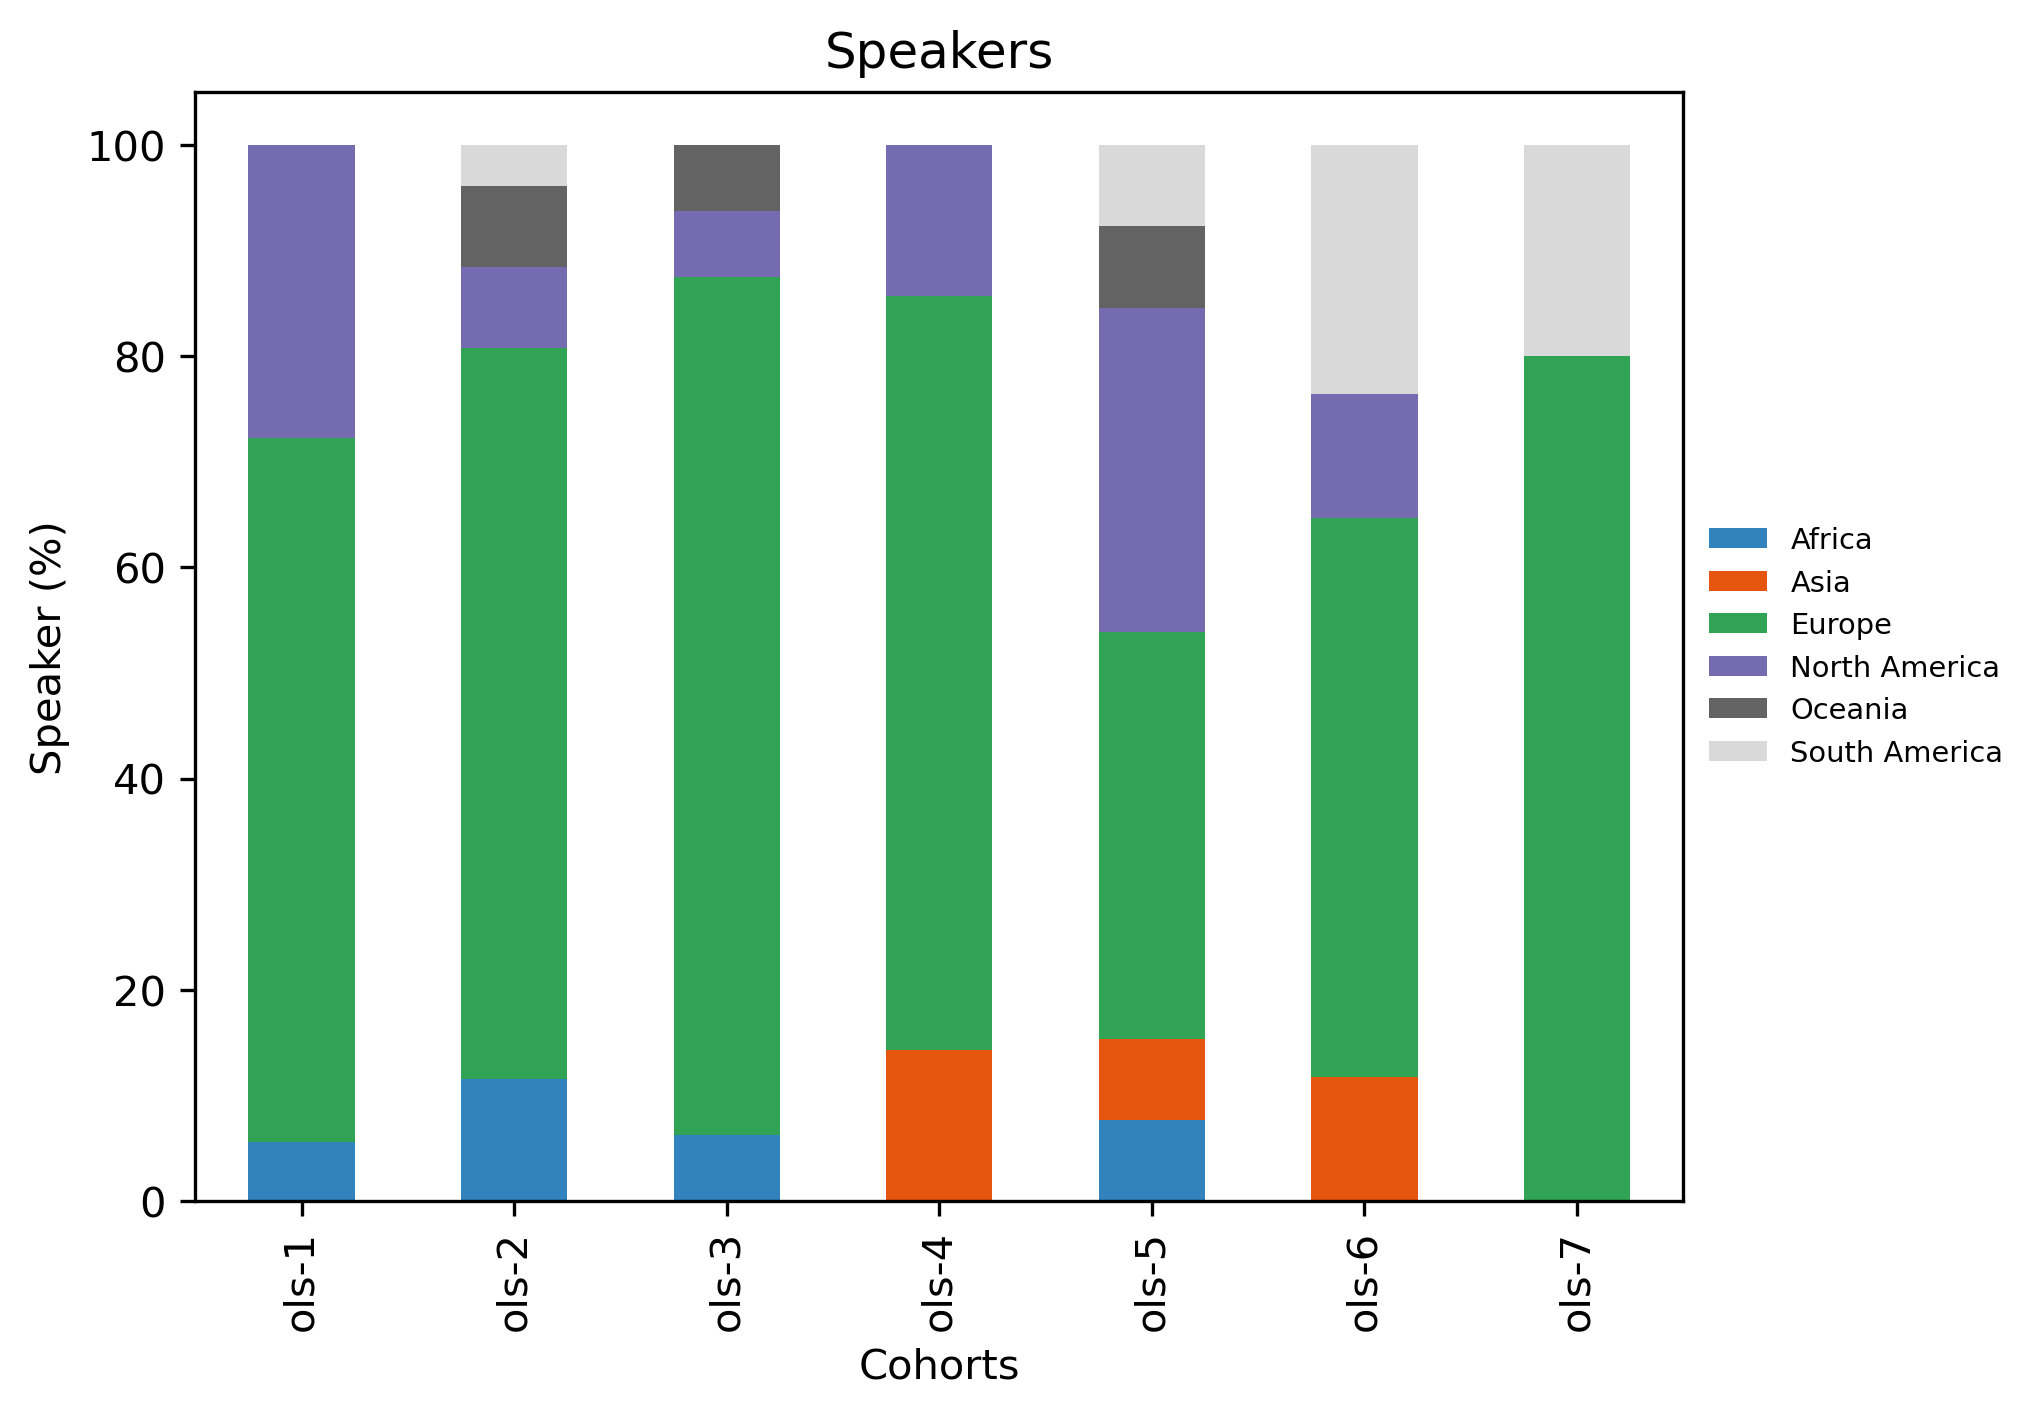 Speakers
Speaker (%)
100
80
60
40
20
0
ols-1
ols-2
ols-3
ols-4
ols-5
ols-6
ols-7
Cohorts
Africa
Asia
Europe
North America
Oceania
South America